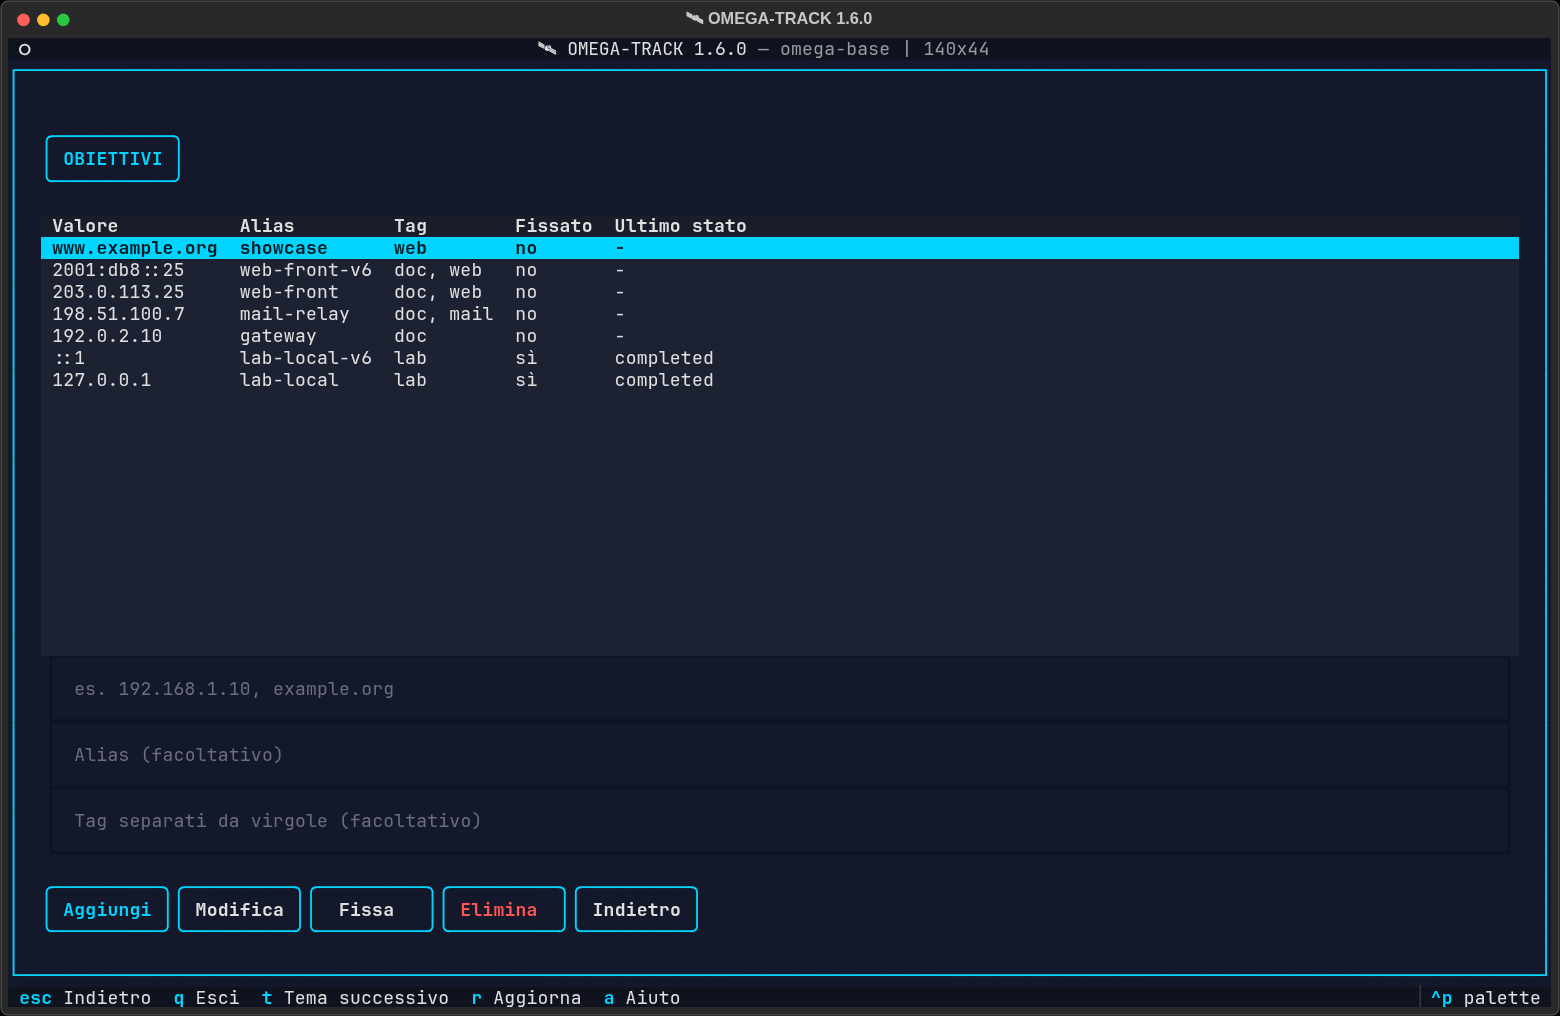 🛰 OMEGA-TRACK 1.6.0
🛰 OMEGA-TRACK 1.6.0 — omega-base | 140x44
OBIETTIVI
Valore Alias Tag Fissato Ultimo stato
www.example.org showcase web no -
2001:db8::25 web-front-v6 doc, web no -
203.0.113.25 web-front doc, web no -
198.51.100.7 mail-relay doc, mail no -
192.0.2.10 gateway doc no -
::1 lab-local-v6 lab sì completed
127.0.0.1 lab-local lab sì completed
es. 192.168.1.10, example.org
Alias (facoltativo)
Tag separati da virgole (facoltativo)
Aggiungi Modifica Fissa Elimina Indietro
esc Indietro q Esci t Tema successivo r Aggiorna a Aiuto ^p palette